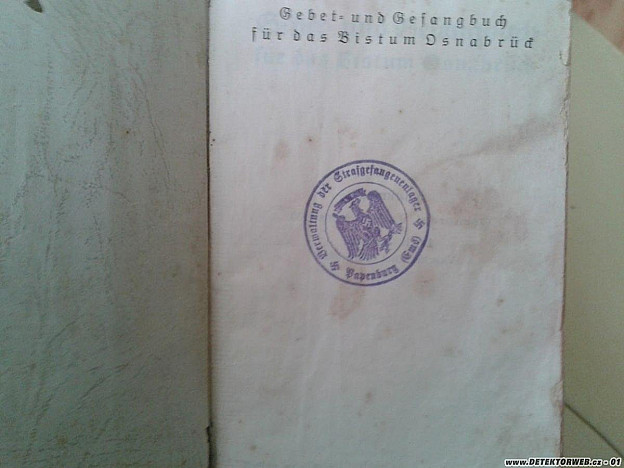 Gebet- und Gesangbuch
für das Bistum Osnabrück
Verwaltung der Strafgefangenenlager
Papenburg (Ems)
www.DETEKTORWEB.cz - 01